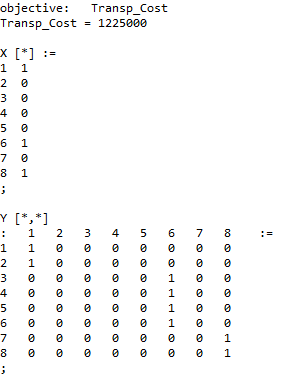 objective:   Transp_Cost
Transp_Cost = 1225000

X [*] :=
1  1
2  0
3  0
4  0
5  0
6  1
7  0
8  1
;

Y [*,*]
:   1   2   3   4   5   6   7   8    :=
1   1   0   0   0   0   0   0   0
2   1   0   0   0   0   0   0   0
3   0   0   0   0   0   1   0   0
4   0   0   0   0   0   1   0   0
5   0   0   0   0   0   1   0   0
6   0   0   0   0   0   1   0   0
7   0   0   0   0   0   0   0   1
8   0   0   0   0   0   0   0   1
;